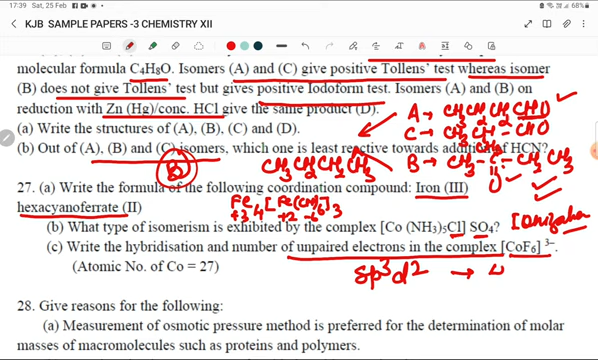 17:39 Sat, 25 Feb 68%
KJB SAMPLE PAPERS -3 CHEMISTRY XII
molecular formula C₄H₈O. Isomers (A) and (C) give positive Tollens' test whereas isomer
(B) does not give Tollens' test but gives positive Iodoform test. Isomers (A) and (B) on
reduction with Zn (Hg)/conc. HCl give the same product (D).
A → CH₃CH₂CH₂CHO ✓
(a) Write the structures of (A), (B), (C) and (D).
C → CH₃-CH-CHO
(b) Out of (A), (B) and (C) isomers, which one is least reactive towards addition of HCN?
B CH₃CH₂CH₂CH₃ B → CH₃-C-CH₂CH₃
O
27. (a) Write the formula of the following coordination compound: Iron (III)
hexacyanoferrate (II)
Fe₄[Fe(CN)₆]₃
+3 +2 -6
(b) What type of isomerism is exhibited by the complex [Co (NH₃)₅Cl] SO₄?
(c) Write the hybridisation and number of unpaired electrons in the complex [CoF₆]³⁻
(Atomic No. of Co = 27)
sp³d² → 4
28. Give reasons for the following:
(a) Measurement of osmotic pressure method is preferred for the determination of molar
masses of macromolecules such as proteins and polymers.